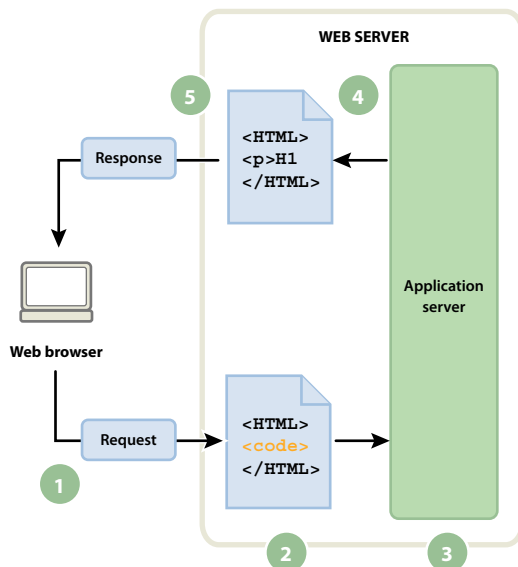 WEB SERVER
5
4
<HTML>
<p>H1
</HTML>
Response
Application
server
Web browser
<HTML>
<code>
</HTML>
Request
1
2
3